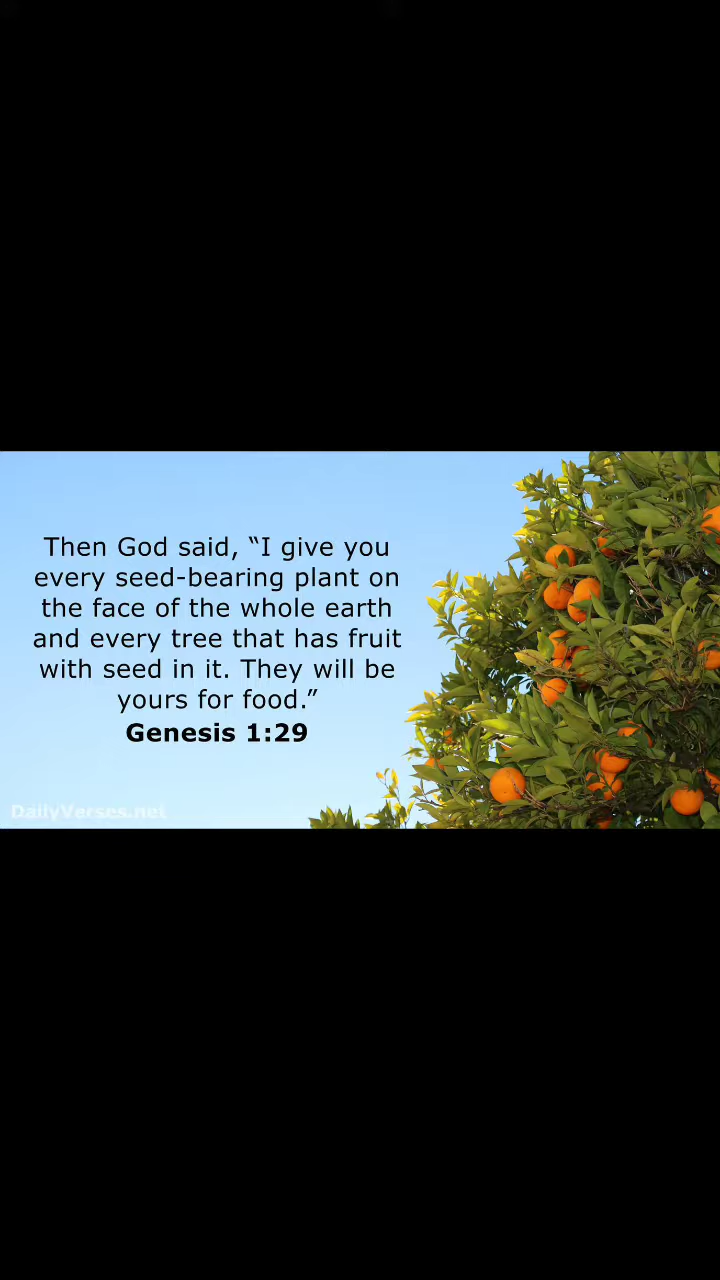 Then God said, “I give you
every seed-bearing plant on
the face of the whole earth
and every tree that has fruit
with seed in it. They will be
yours for food.”
Genesis 1:29
DailyVerses.net